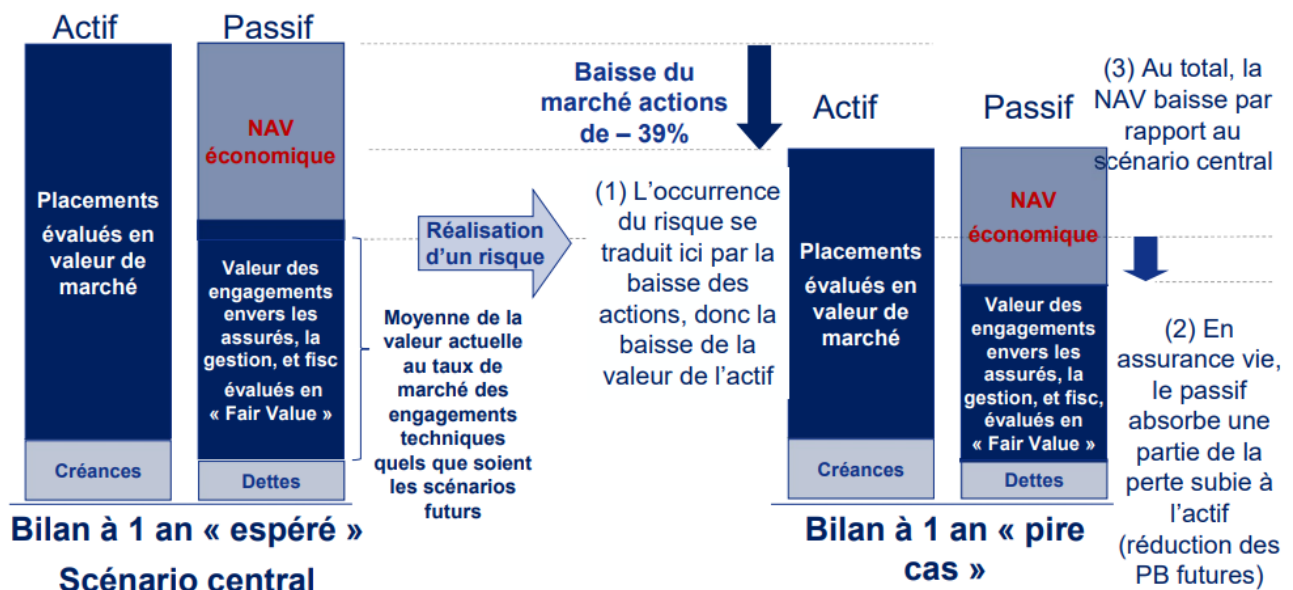 Actif
Passif
NAV
économique
Placements
évalués en
valeur de
marché
Valeur des
engagements
envers les
assurés, la
gestion, et fisc
évalués en
« Fair Value »
Créances
Dettes
Bilan à 1 an « espéré »
Scénario central
Moyenne de la
valeur actuelle
au taux de
marché des
engagements
techniques
quels que soient
les scénarios
futurs
Réalisation
d’un risque
Baisse du
marché actions
de – 39%
(1) L’occurrence
du risque se
traduit ici par la
baisse des
actions, donc la
baisse de la
valeur de l’actif
Actif
Passif
Placements
évalués en
valeur de
marché
NAV
économique
Valeur des
engagements
envers les
assurés, la
gestion, et fisc,
évalués en
« Fair Value »
Créances
Dettes
Bilan à 1 an « pire
cas »
(3) Au total, la
NAV baisse par
rapport au
scénario central
(2) En
assurance vie,
le passif
absorbe une
partie de la
perte subie à
l’actif
(réduction des
PB futures)